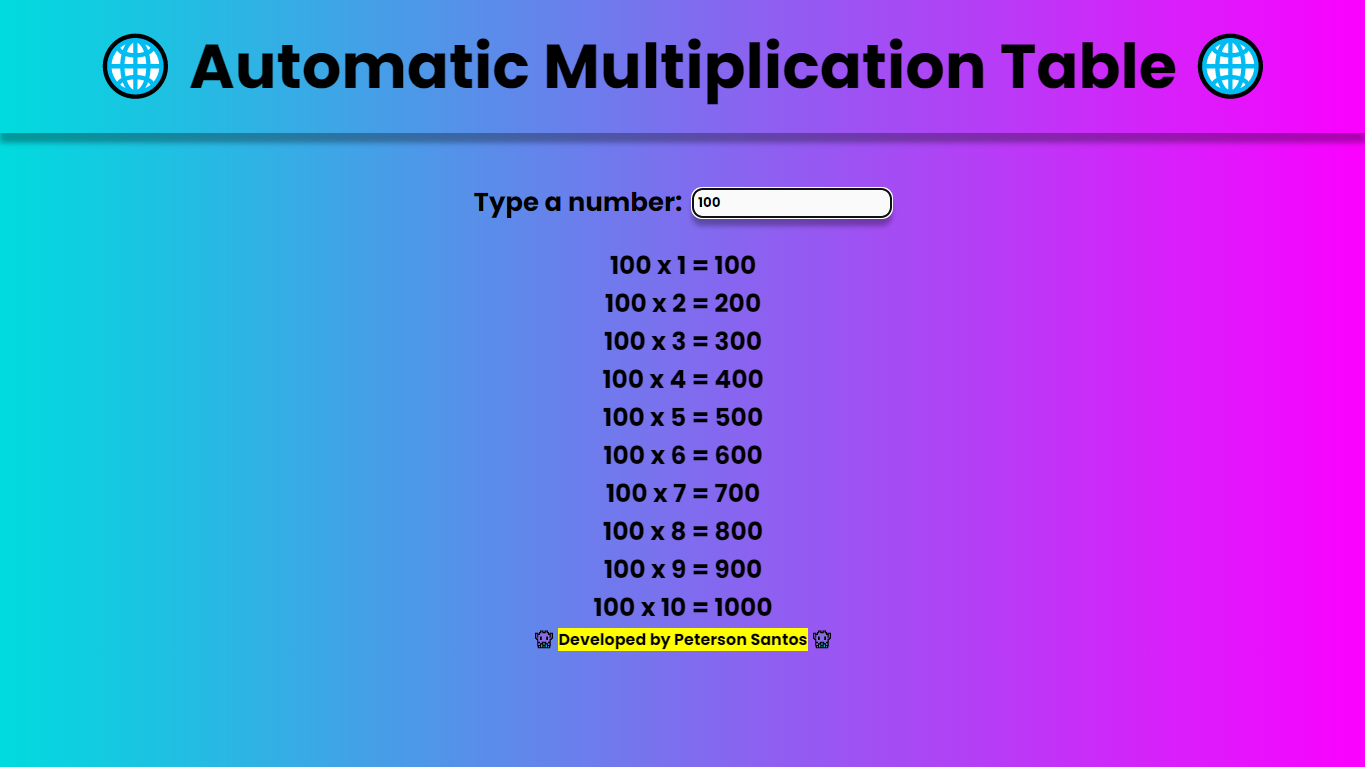 Automatic Multiplication Table
Type a number: 100
100 x 1 = 100
100 x 2 = 200
100 x 3 = 300
100 x 4 = 400
100 x 5 = 500
100 x 6 = 600
100 x 7 = 700
100 x 8 = 800
100 x 9 = 900
100 x 10 = 1000
Developed by Peterson Santos